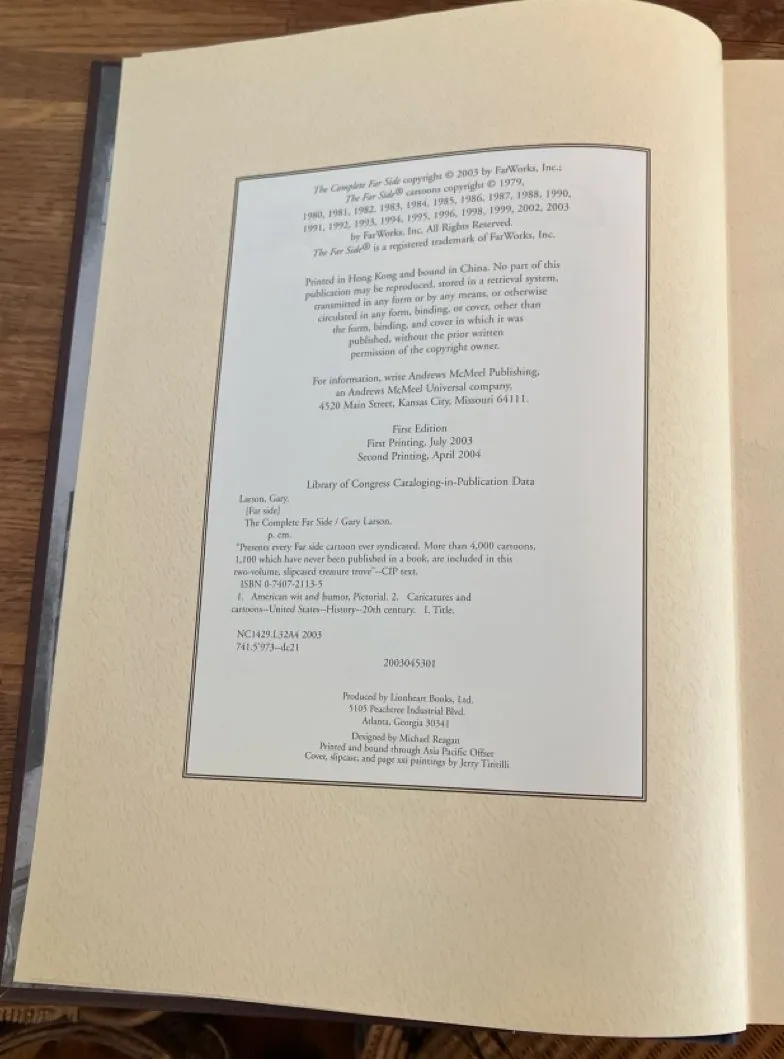 The Complete Far Side copyright © 2003 by FarWorks, Inc.;
The Far Side® cartoons copyright © 1979,
1980, 1981, 1982, 1983, 1984, 1985, 1986, 1987, 1988, 1990,
1991, 1992, 1993, 1994, 1995, 1996, 1998, 1999, 2002, 2003
by FarWorks, Inc. All Rights Reserved.
The Far Side® is a registered trademark of FarWorks, Inc.
Printed in Hong Kong and bound in China. No part of this
publication may be reproduced, stored in a retrieval system,
transmitted in any form or by any means, or otherwise
circulated in any form, binding, or cover, other than
the form, binding, and cover in which it was
published, without the prior written
permission of the copyright owner.
For information, write Andrews McMeel Publishing,
an Andrews McMeel Universal company,
4520 Main Street, Kansas City, Missouri 64111.
First Edition
First Printing, July 2003
Second Printing, April 2004
Library of Congress Cataloging-in-Publication Data
Larson, Gary.
[Far side]
The Complete Far Side / Gary Larson.
p. cm.
"Presents every Far side cartoon ever syndicated. More than 4,000 cartoons,
1,100 which have never been published in a book, are included in this
two-volume, slipcased treasure trove"--CIP text.
ISBN 0-7407-2113-5
1. American wit and humor, Pictorial. 2. Caricatures and
cartoons--United States--History--20th century. I. Title.
NC1429.L32A4 2003
741.5'973--dc21
2003045301
Produced by Lionheart Books, Ltd.
5105 Peachtree Industrial Blvd.
Atlanta, Georgia 30341
Designed by Michael Reagan
Printed and bound through Asia Pacific Offset
Cover, slipcase, and page xxi paintings by Jerry Tiritilli